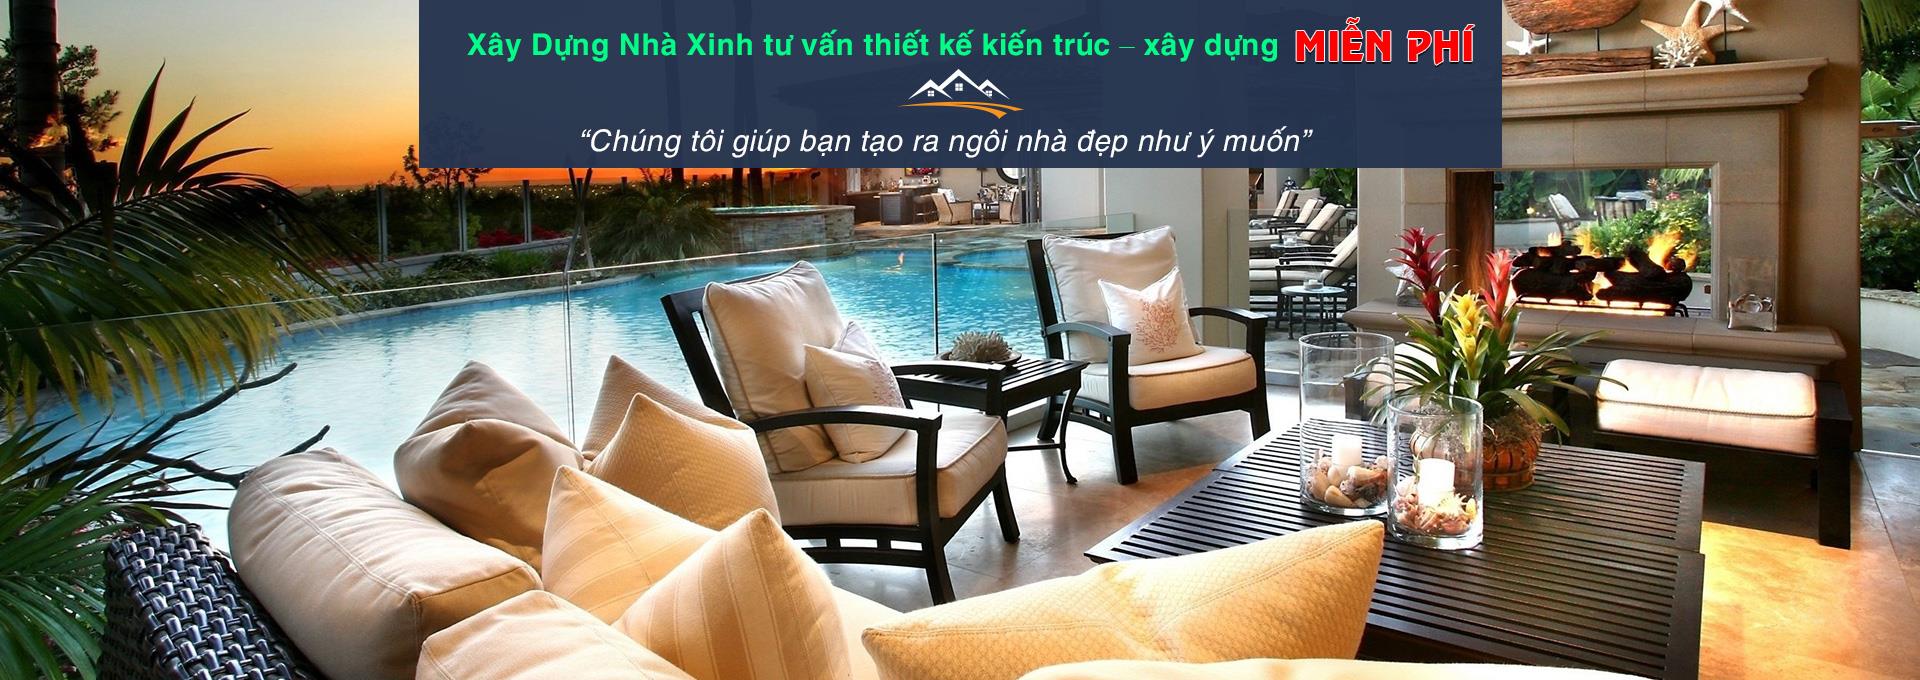 Xây Dựng Nhà Xinh tư vấn thiết kế kiến trúc – xây dựng MIỄN PHÍ
“Chúng tôi giúp bạn tạo ra ngôi nhà đẹp như ý muốn”